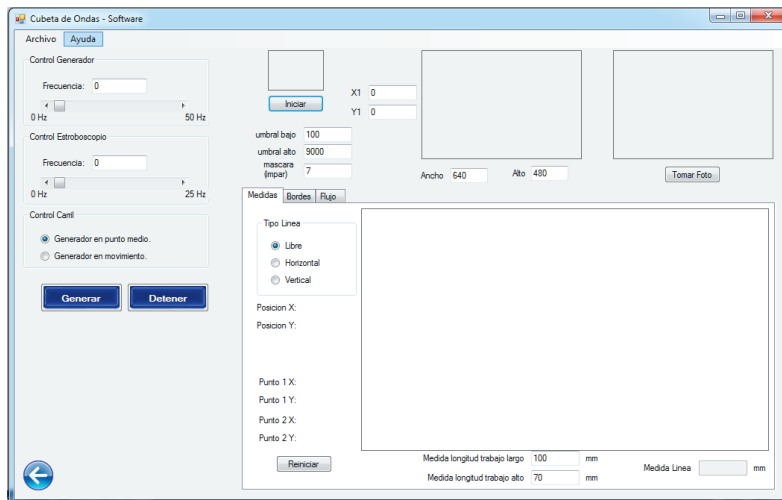 Cubeta de Ondas - Software
Archivo Ayuda
Control Generador
Frecuencia: 0
0 Hz 50 Hz
Control Estroboscopio
Frecuencia: 0
0 Hz 25 Hz
Control Carril
Generador en punto medio.
Generador en movimiento.
Generar Detener
Iniciar
X1 0
Y1 0
umbral bajo 100
umbral alto 9000
mascara
(impar) 7
Ancho 640 Alto 480
Tomar Foto
Medidas Bordes Flujo
Tipo Linea
Libre
Horizontal
Vertical
Posicion X:
Posicion Y:
Punto 1 X:
Punto 1 Y:
Punto 2 X:
Punto 2 Y:
Reiniciar
Medida longitud trabajo largo 100 mm
Medida longitud trabajo alto 70 mm
Medida Linea mm